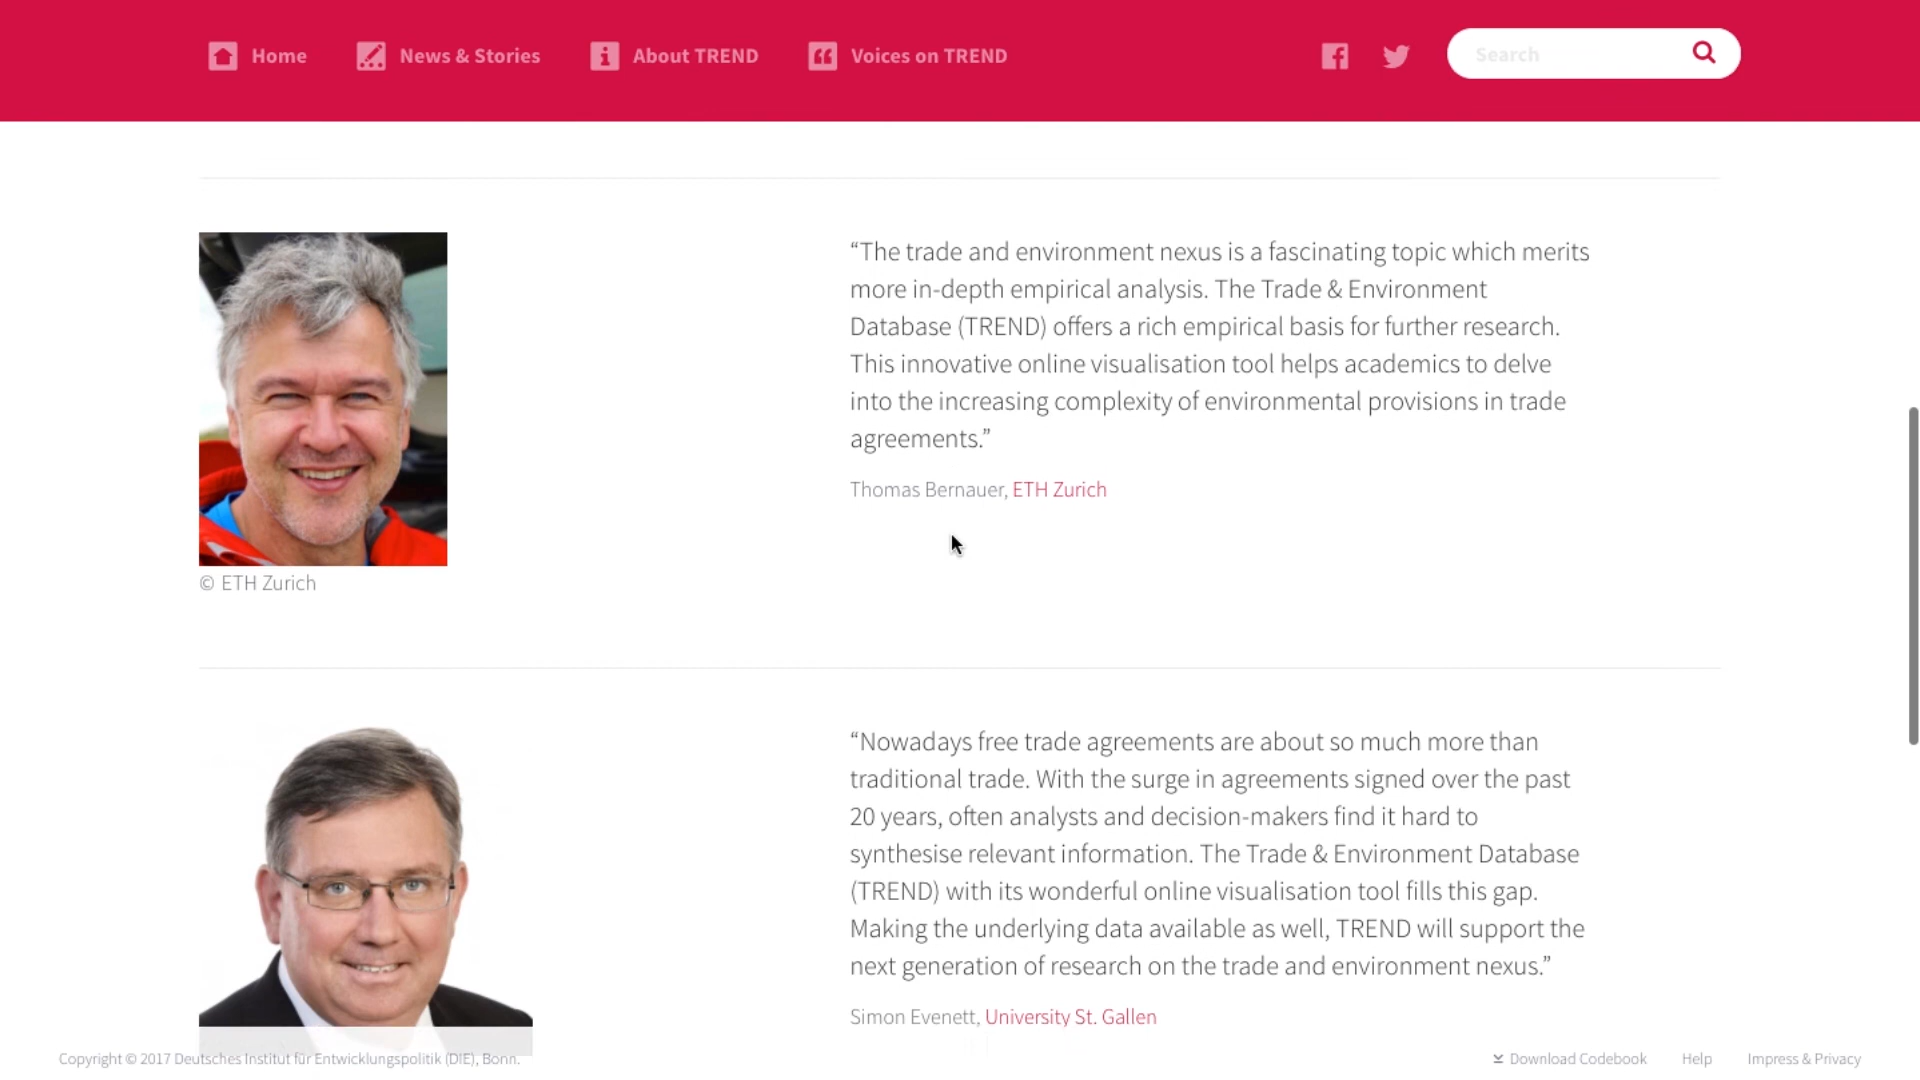 Home
News & Stories
About TREND
Voices on TREND
Search
“The trade and environment nexus is a fascinating topic which merits
more in-depth empirical analysis. The Trade & Environment
Database (TREND) offers a rich empirical basis for further research.
This innovative online visualisation tool helps academics to delve
into the increasing complexity of environmental provisions in trade
agreements.”
Thomas Bernauer, ETH Zurich
© ETH Zurich
“Nowadays free trade agreements are about so much more than
traditional trade. With the surge in agreements signed over the past
20 years, often analysts and decision-makers find it hard to
synthesise relevant information. The Trade & Environment Database
(TREND) with its wonderful online visualisation tool fills this gap.
Making the underlying data available as well, TREND will support the
next generation of research on the trade and environment nexus.”
Simon Evenett, University St. Gallen
Copyright © 2017 Deutsches Institut für Entwicklungspolitik (DIE), Bonn.
Download Codebook
Help
Impress & Privacy